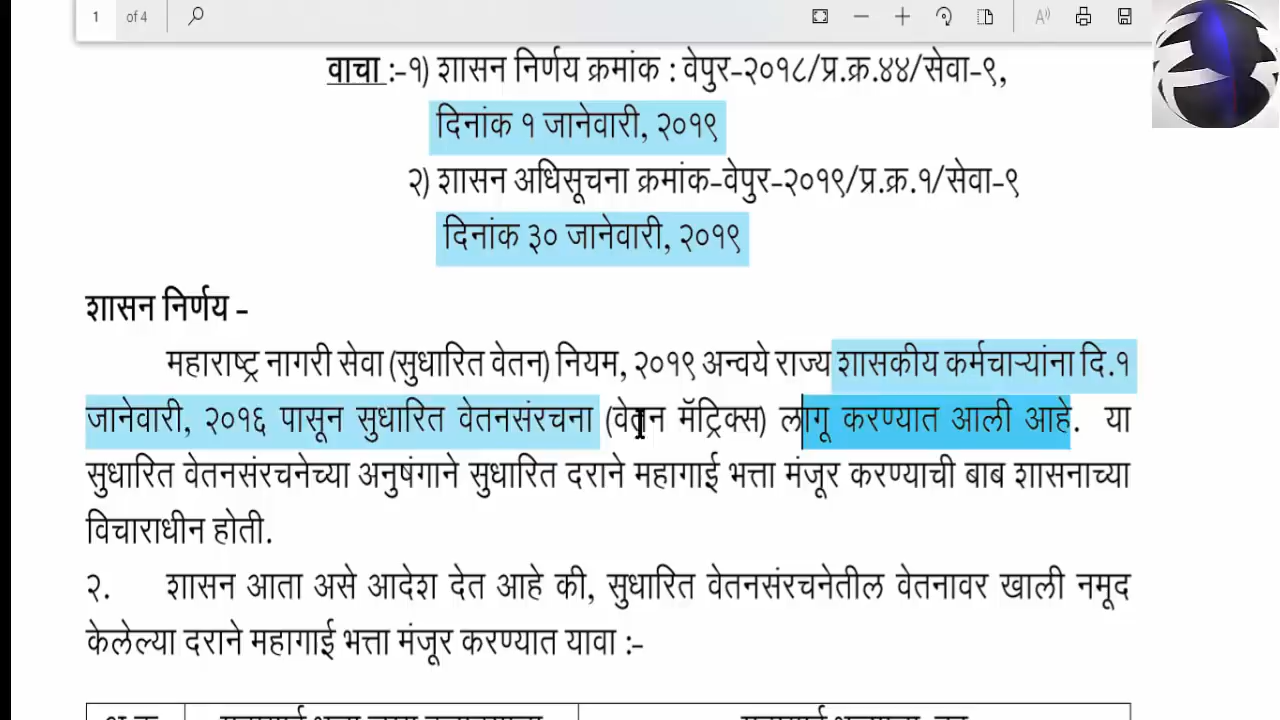 1 of 4
वाचा :-१) शासन निर्णय क्रमांक : वेपुर-२०१८/प्र.क्र.४४/सेवा-९,
दिनांक १ जानेवारी, २०१९
२) शासन अधिसूचना क्रमांक-वेपुर-२०१९/प्र.क्र.१/सेवा-९
दिनांक ३० जानेवारी, २०१९
शासन निर्णय -
महाराष्ट्र नागरी सेवा (सुधारित वेतन) नियम, २०१९ अन्वये राज्य शासकीय कर्मचाऱ्यांना दि.१
जानेवारी, २०१६ पासून सुधारित वेतनसंरचना (वेतन मॅट्रिक्स) लागू करण्यात आली आहे. या
सुधारित वेतनसंरचनेच्या अनुषंगाने सुधारित दराने महागाई भत्ता मंजूर करण्याची बाब शासनाच्या
विचाराधीन होती.
२. शासन आता असे आदेश देत आहे की, सुधारित वेतनसंरचनेतील वेतनावर खाली नमूद
केलेल्या दराने महागाई भत्ता मंजूर करण्यात यावा :-